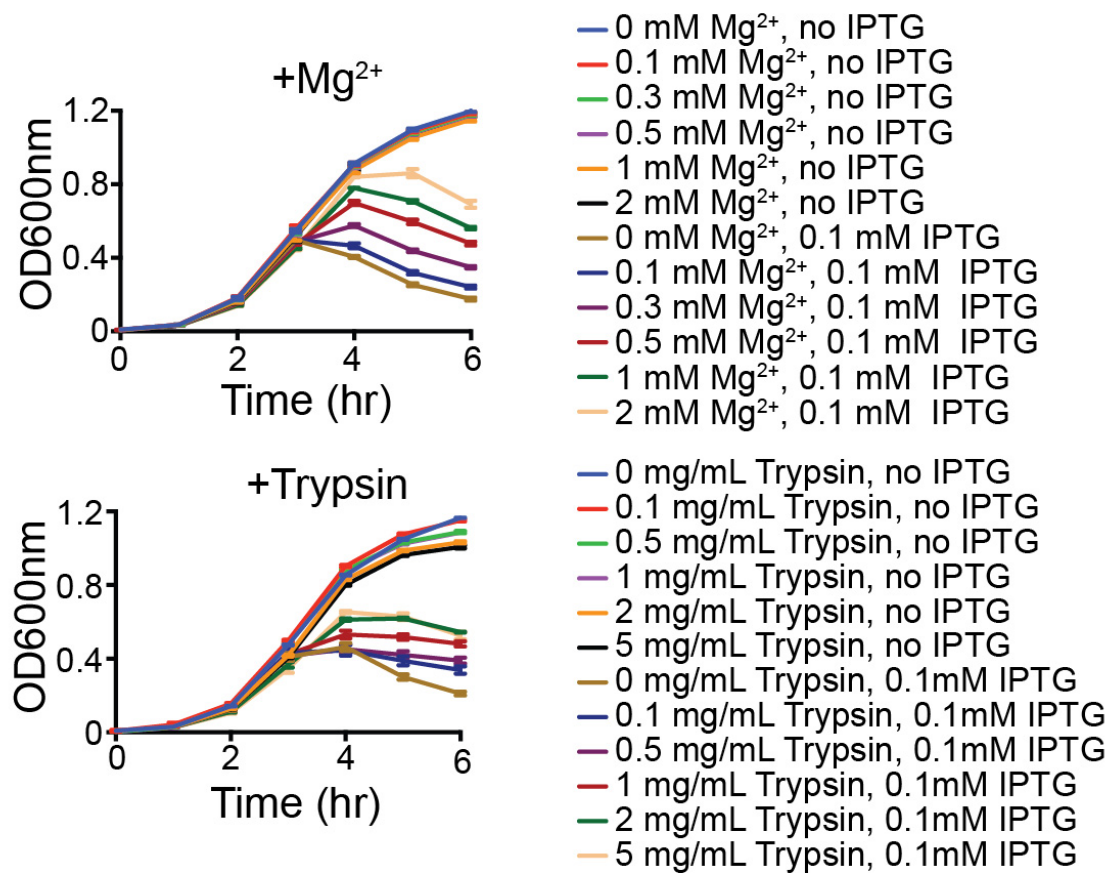 +Mg²⁺
OD600nm
1.2
0.8
0.4
0
0 2 4 6
Time (hr)
0 mM Mg²⁺, no IPTG
0.1 mM Mg²⁺, no IPTG
0.3 mM Mg²⁺, no IPTG
0.5 mM Mg²⁺, no IPTG
1 mM Mg²⁺, no IPTG
2 mM Mg²⁺, no IPTG
0 mM Mg²⁺, 0.1 mM IPTG
0.1 mM Mg²⁺, 0.1 mM IPTG
0.3 mM Mg²⁺, 0.1 mM IPTG
0.5 mM Mg²⁺, 0.1 mM IPTG
1 mM Mg²⁺, 0.1 mM IPTG
2 mM Mg²⁺, 0.1 mM IPTG
+Trypsin
OD600nm
1.2
0.8
0.4
0
0 2 4 6
Time (hr)
0 mg/mL Trypsin, no IPTG
0.1 mg/mL Trypsin, no IPTG
0.5 mg/mL Trypsin, no IPTG
1 mg/mL Trypsin, no IPTG
2 mg/mL Trypsin, no IPTG
5 mg/mL Trypsin, no IPTG
0 mg/mL Trypsin, 0.1mM IPTG
0.1 mg/mL Trypsin, 0.1mM IPTG
0.5 mg/mL Trypsin, 0.1mM IPTG
1 mg/mL Trypsin, 0.1mM IPTG
2 mg/mL Trypsin, 0.1mM IPTG
5 mg/mL Trypsin, 0.1mM IPTG